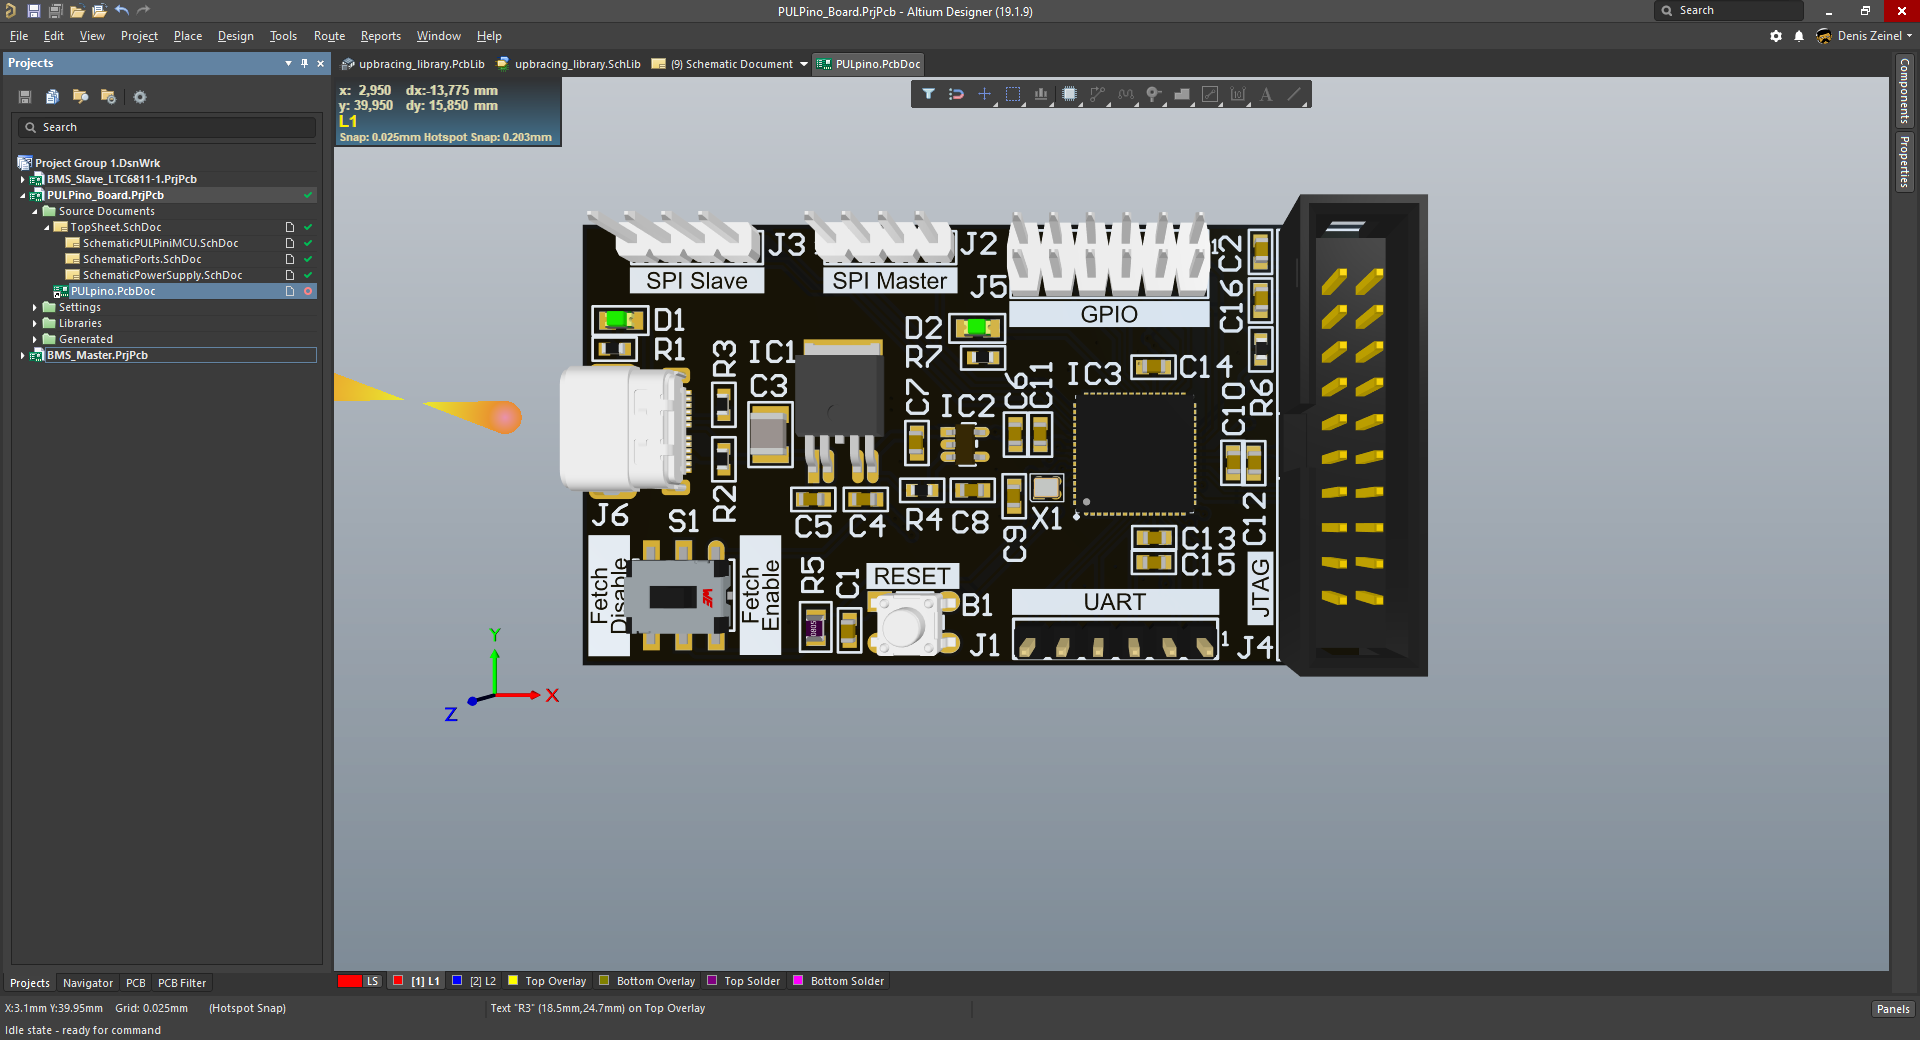 PULPino_Board.PrjPcb - Altium Designer (19.1.9)
Search
File Edit View Project Place Design Tools Route Reports Window Help
Denis Zeinel
Projects
upbracing_library.PcbLib
upbracing_library.SchLib
(9) Schematic Document
PULpino.PcbDoc
x: 2,950 dx:-13,775 mm
y: 39,950 dy: 15,850 mm
L1
Snap: 0.025mm Hotspot Snap: 0.203mm
Search
Project Group 1.DsnWrk
BMS_Slave_LTC6811-1.PrjPcb
PULPino_Board.PrjPcb
Source Documents
TopSheet.SchDoc
SchematicPULPiniMCU.SchDoc
SchematicPorts.SchDoc
SchematicPowerSupply.SchDoc
PULpino.PcbDoc
Settings
Libraries
Generated
BMS_Master.PrjPcb
Components
Properties
J3
SPI Slave
J2
SPI Master
J5
1
GPIO
C2
C16
R6
D1
R1
R3
IC1
C3
D2
R7
C7
IC2
C6
C11
IC3
C14
C10
J6
S1
R2
C5
C4
R4
C8
C9
X1
C13
C15
C12
Fetch
Disable
WE
Fetch
Enable
R5
0805
C1
RESET
B1
UART
J1
1
JTAG
J4
Y
X
Z
Projects Navigator PCB PCB Filter
LS [1] L1 [2] L2 Top Overlay Bottom Overlay Top Solder Bottom Solder
X:3.1mm Y:39.95mm Grid: 0.025mm (Hotspot Snap)
Text "R3" (18.5mm,24.7mm) on Top Overlay
Panels
Idle state - ready for command